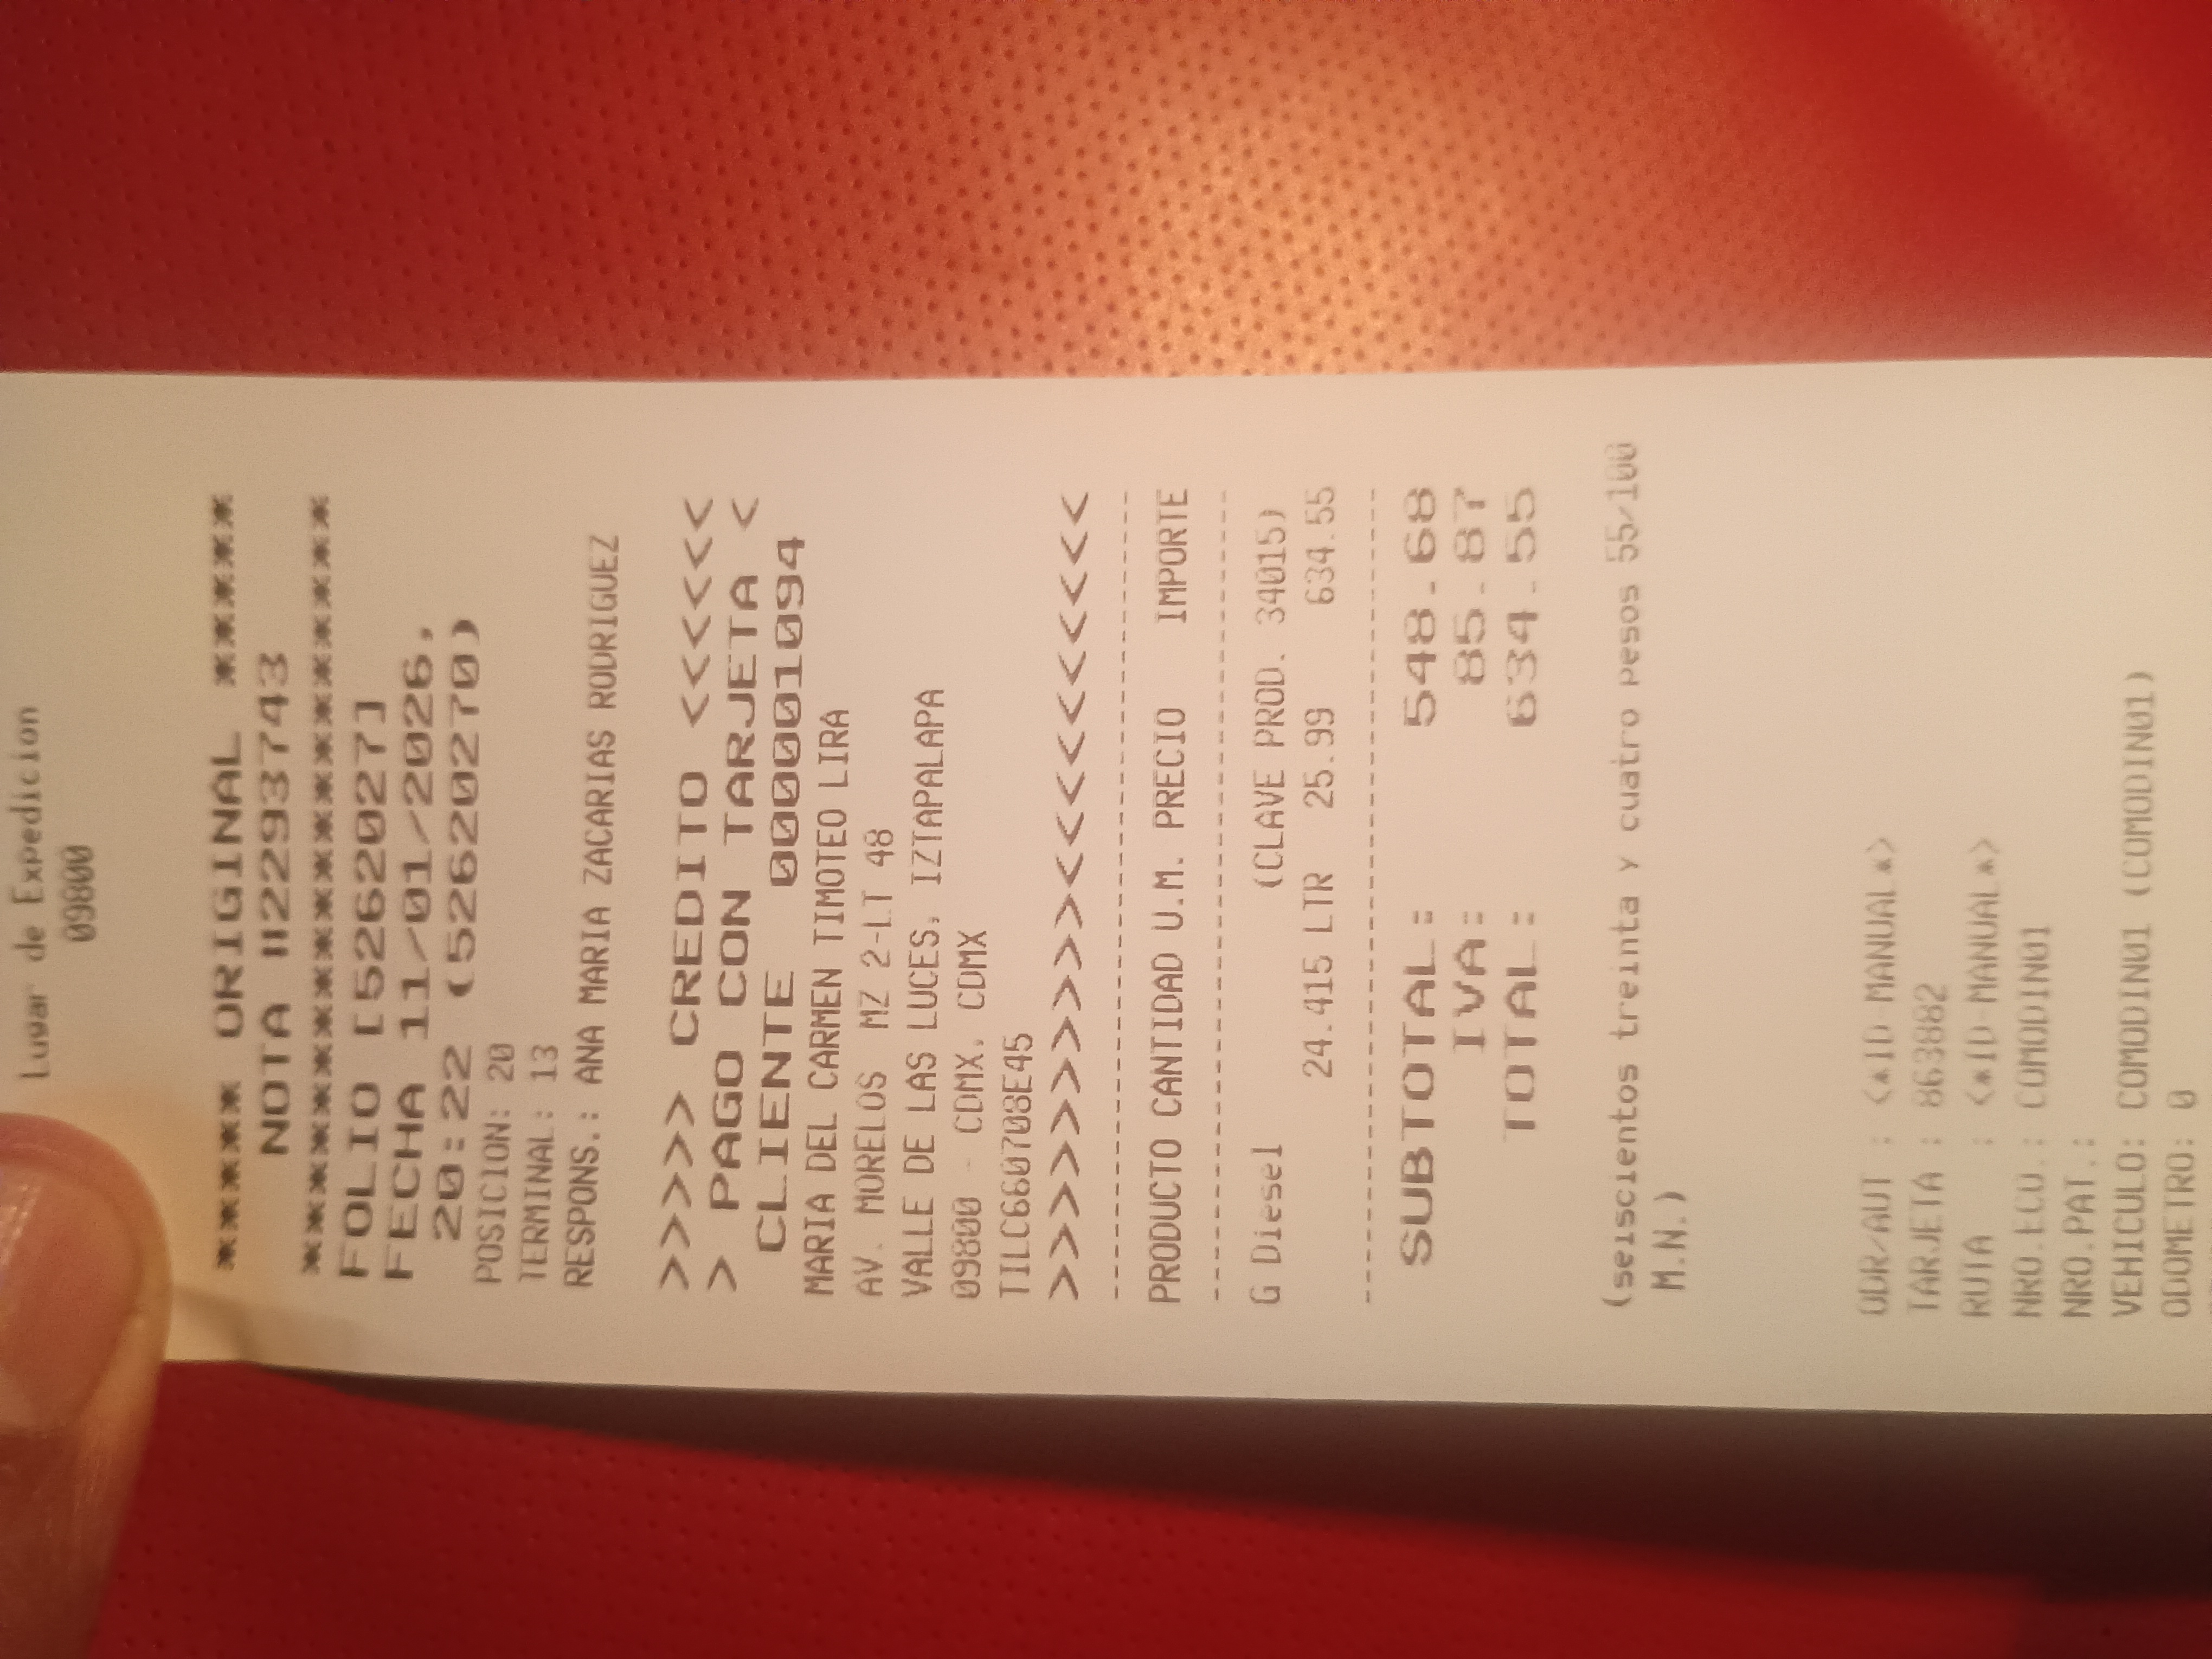 Lugar de Expedicion
09800
***** ORIGINAL *****
NOTA #2293743
********************
FOLIO [5262027]
FECHA 11/01/2026,
20:22 (52620270)
POSICION: 20
TERMINAL: 13
RESPONS.: ANA MARIA ZACARIAS RODRIGUEZ
>>>>> CREDITO <<<<<<
> PAGO CON TARJETA <
CLIENTE 000001094
MARIA DEL CARMEN TIMOTEO LIRA
AV. MORELOS MZ 2-LT 48
VALLE DE LAS LUCES, IZTAPALAPA
09800 - CDMX, CDMX
TILC660708E45
>>>>>>>>>><<<<<<<<<<
PRODUCTO CANTIDAD U.M. PRECIO IMPORTE
G Diesel (CLAVE PROD. 34015)
24.415 LTR 25.99 634.55
SUBTOTAL: 548.68
IVA: 85.87
TOTAL: 634.55
(seiscientos treinta y cuatro pesos 55/100
M.N.)
ODR/AUT : <*ID-MANUAL*>
TARJETA : 863882
RUTA : <*ID-MANUAL*>
NRO.ECO.: COMODIN01
NRO.PAT.:
VEHICULO: COMODIN01 (COMODIN01)
ODOMETRO: 0